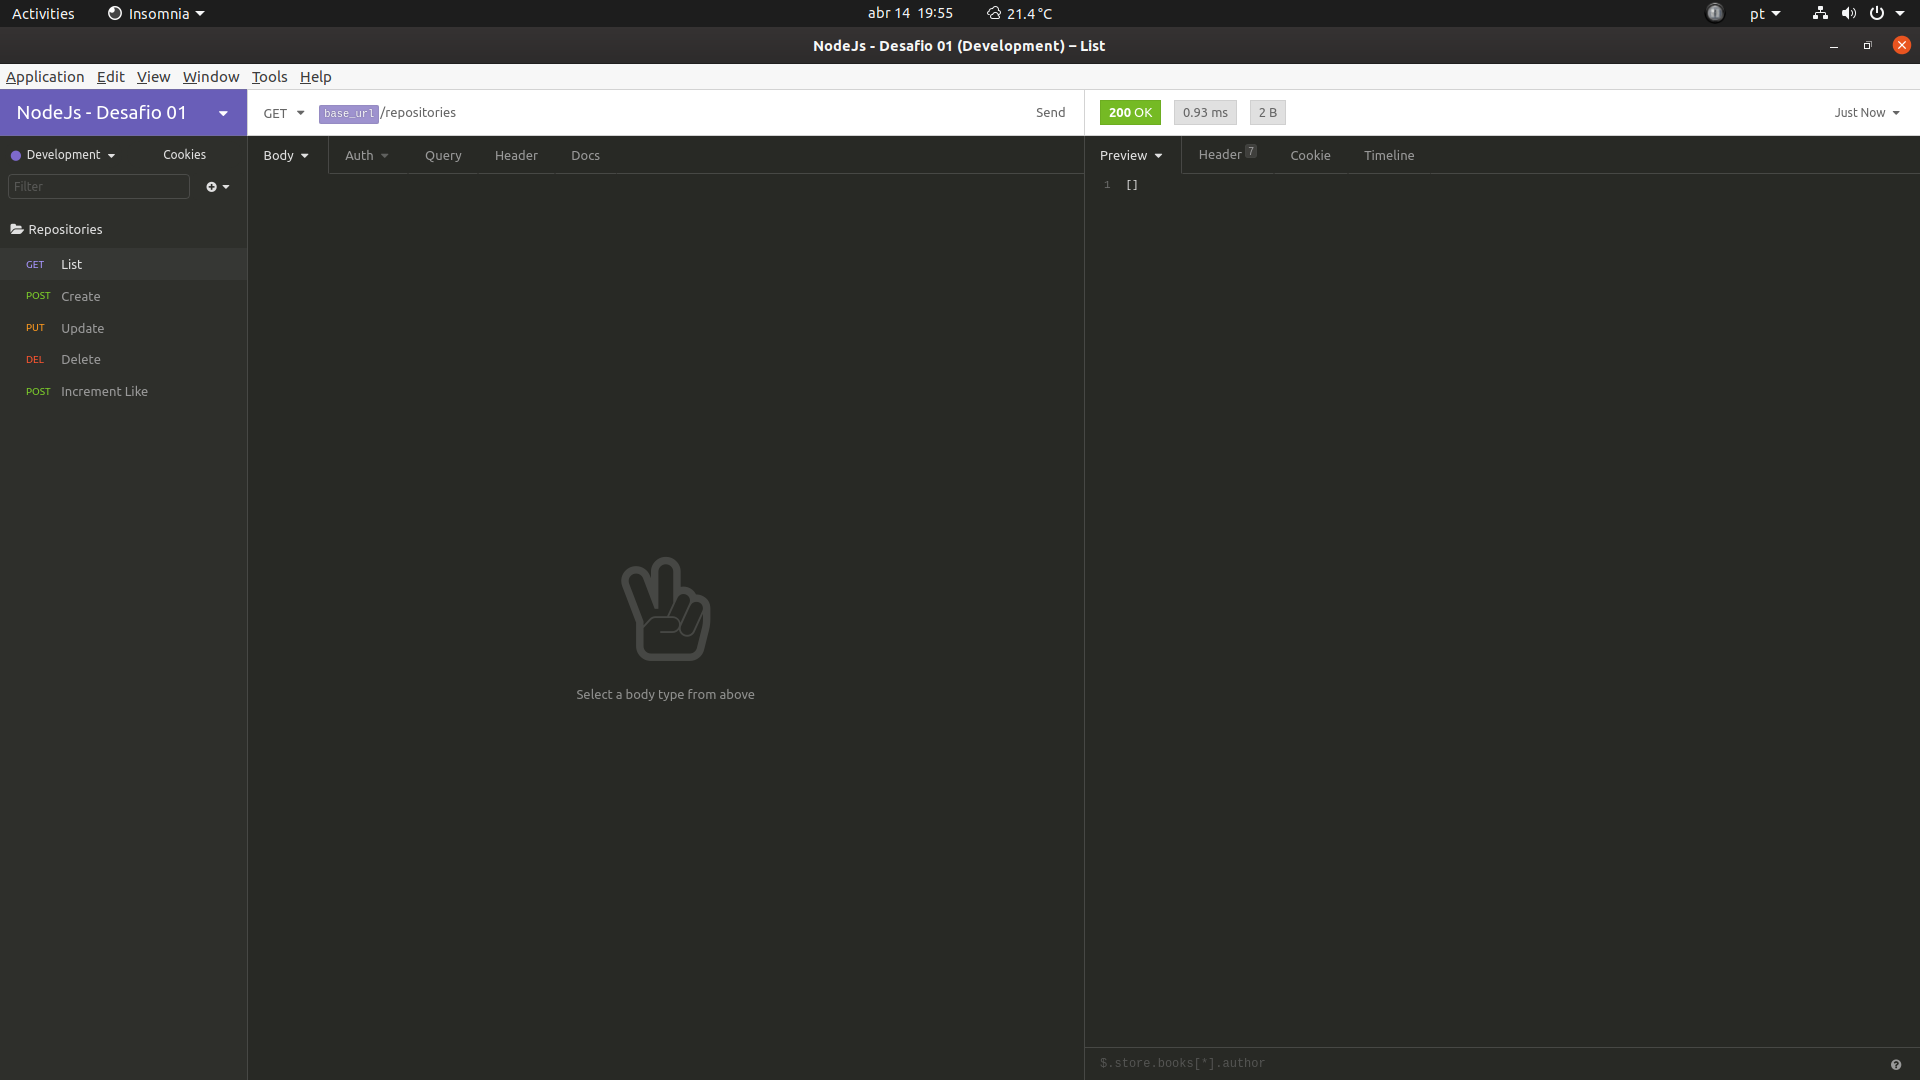 Activities Insomnia abr 14 19:55 21.4 °C pt
NodeJs - Desafio 01 (Development) – List
Application Edit View Window Tools Help
NodeJs - Desafio 01 GET base_url/repositories Send 200 OK 0.93 ms 2 B Just Now
Development Cookies Body Auth Query Header Docs Preview Header 7 Cookie Timeline
Filter
1 []
Repositories
GET List
POST Create
PUT Update
DEL Delete
POST Increment Like
Select a body type from above
$.store.books[*].author